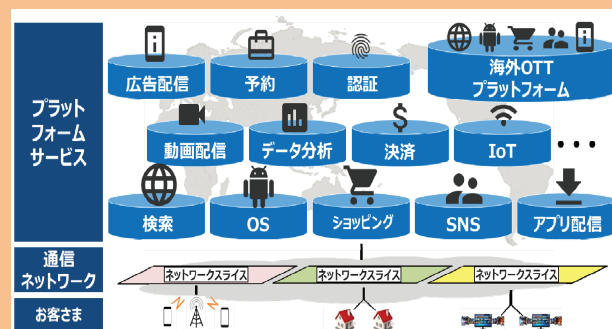 プラット
フォーム
サービス
広告配信
予約
認証
海外OTT
プラットフォーム
動画配信
データ分析
決済
IoT
・・・
検索
OS
ショッピング
SNS
アプリ配信
通信
ネットワーク
ネットワークスライス
ネットワークスライス
ネットワークスライス
お客さま